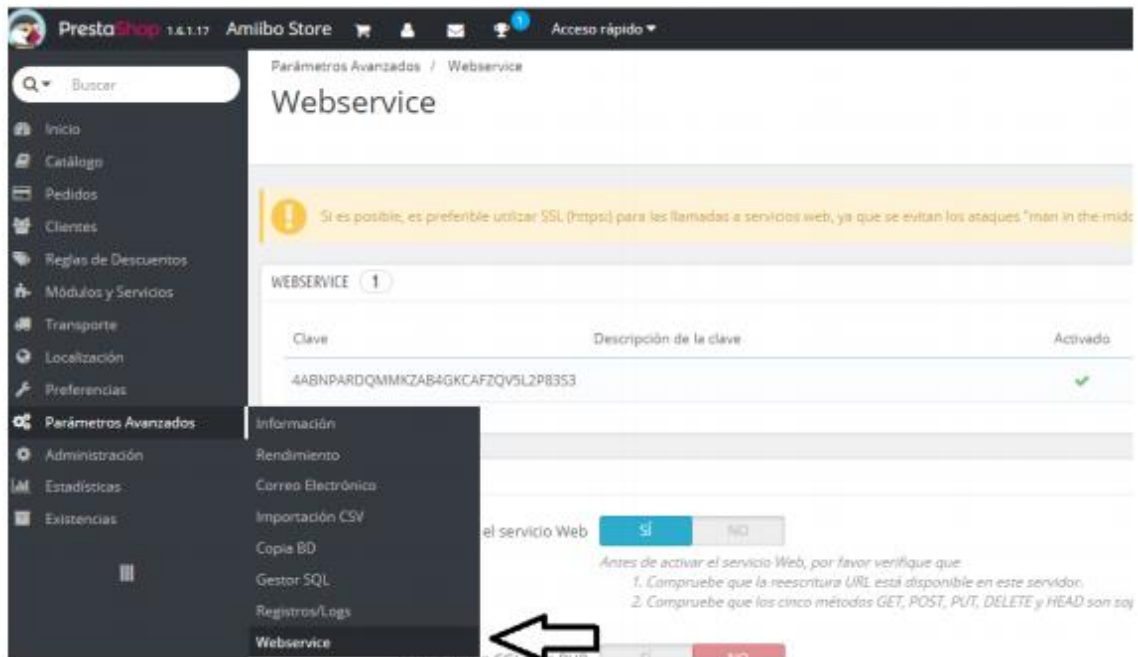 PrestaShop 1.6.1.17 Amiibo Store 1 Acceso rápido
Buscar
Inicio
Catálogo
Pedidos
Clientes
Reglas de Descuentos
Módulos y Servicios
Transporte
Localización
Preferencias
Parámetros Avanzados
Administración
Estadísticas
Existencias
Información
Rendimiento
Correo Electrónico
Importación CSV
Copia BD
Gestor SQL
Registros/Logs
Webservice
Parámetros Avanzados / Webservice
Webservice
Si es posible, es preferible utilizar SSL (https:) para las llamadas a servicios web, ya que se evitan los ataques "man in the
WEBSERVICE 1
Clave Descripción de la clave Activado
4ABNPARDQMMKZAB4GKCAFZQV5L2P83S3
el servicio Web SÍ NO
Antes de activar el servicio Web, por favor verifique que
1. Compruebe que la reescritura URL está disponible en este servidor.
2. Compruebe que los cinco métodos GET, POST, PUT, DELETE y HEAD son
NO